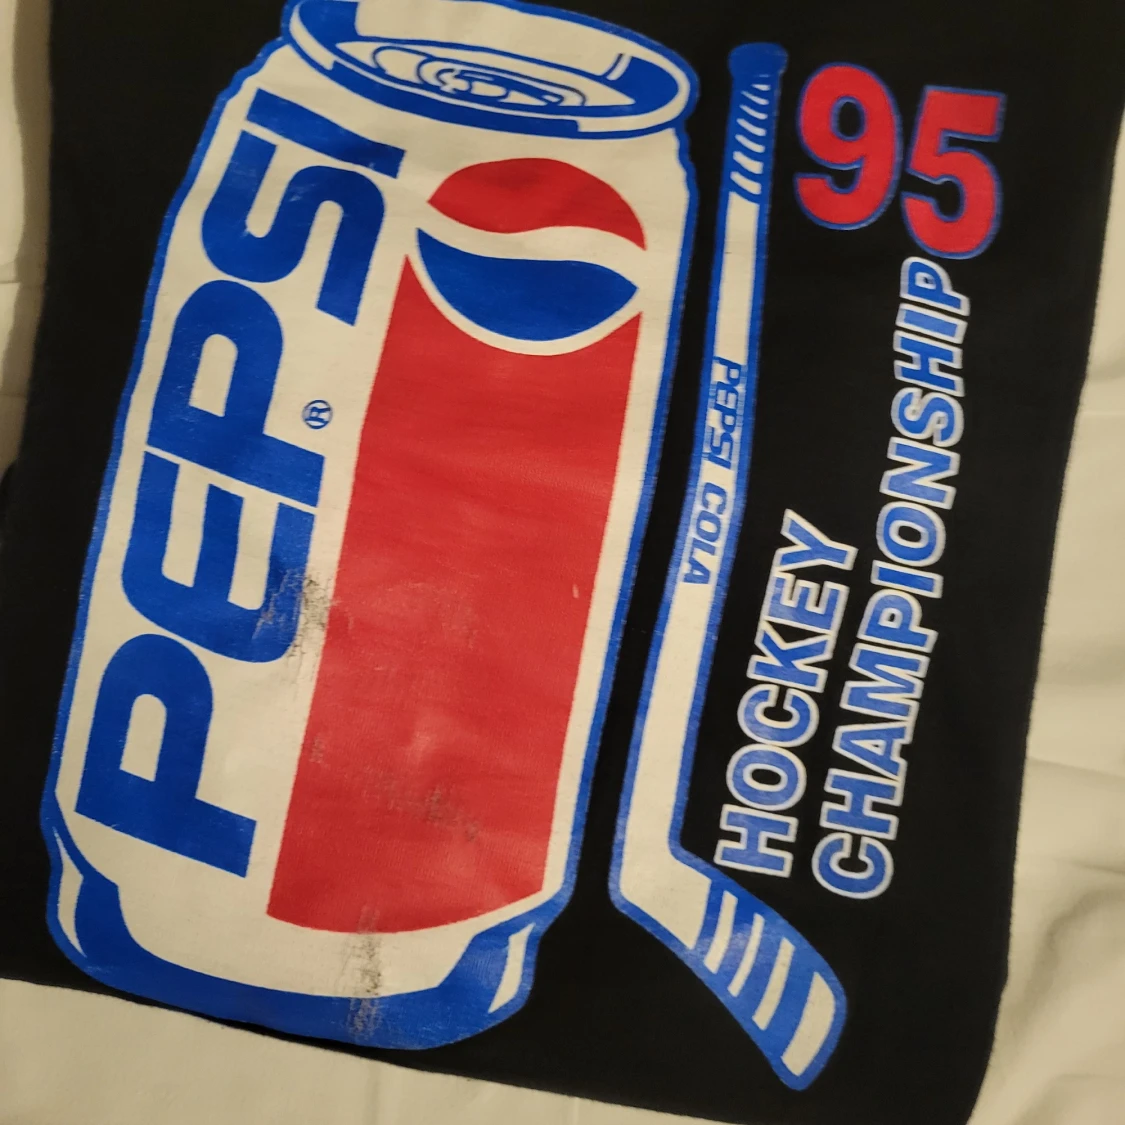 PEPSI®
PEPSI COLA
95
HOCKEY
CHAMPIONSHIP